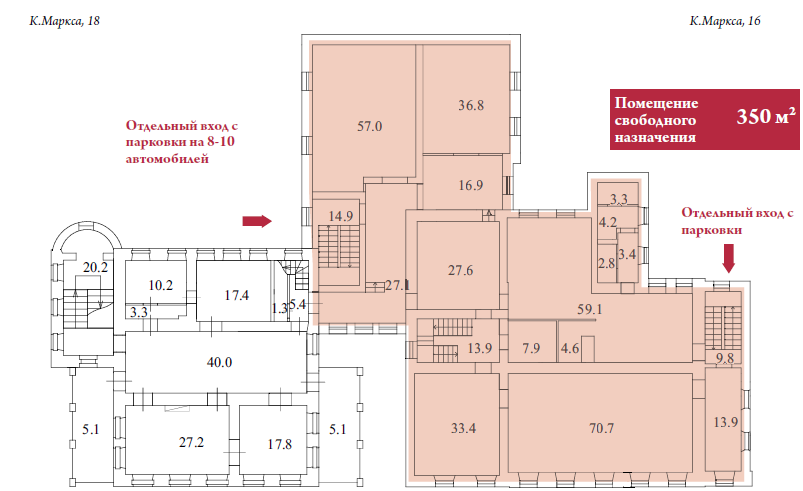 К.Маркса, 18
К.Маркса, 16
Помещение
свободного
назначения
350 м²
Отдельный вход с
парковки на 8-10
автомобилей
Отдельный вход с
парковки
57.0
36.8
16.9
14.9
27.1
27.6
3.3
4.2
3.4
2.8
59.1
20.2
10.2
17.4
3.3
1.3
5.4
13.9
7.9
4.6
9.8
40.0
5.1
27.2
17.8
5.1
33.4
70.7
13.9